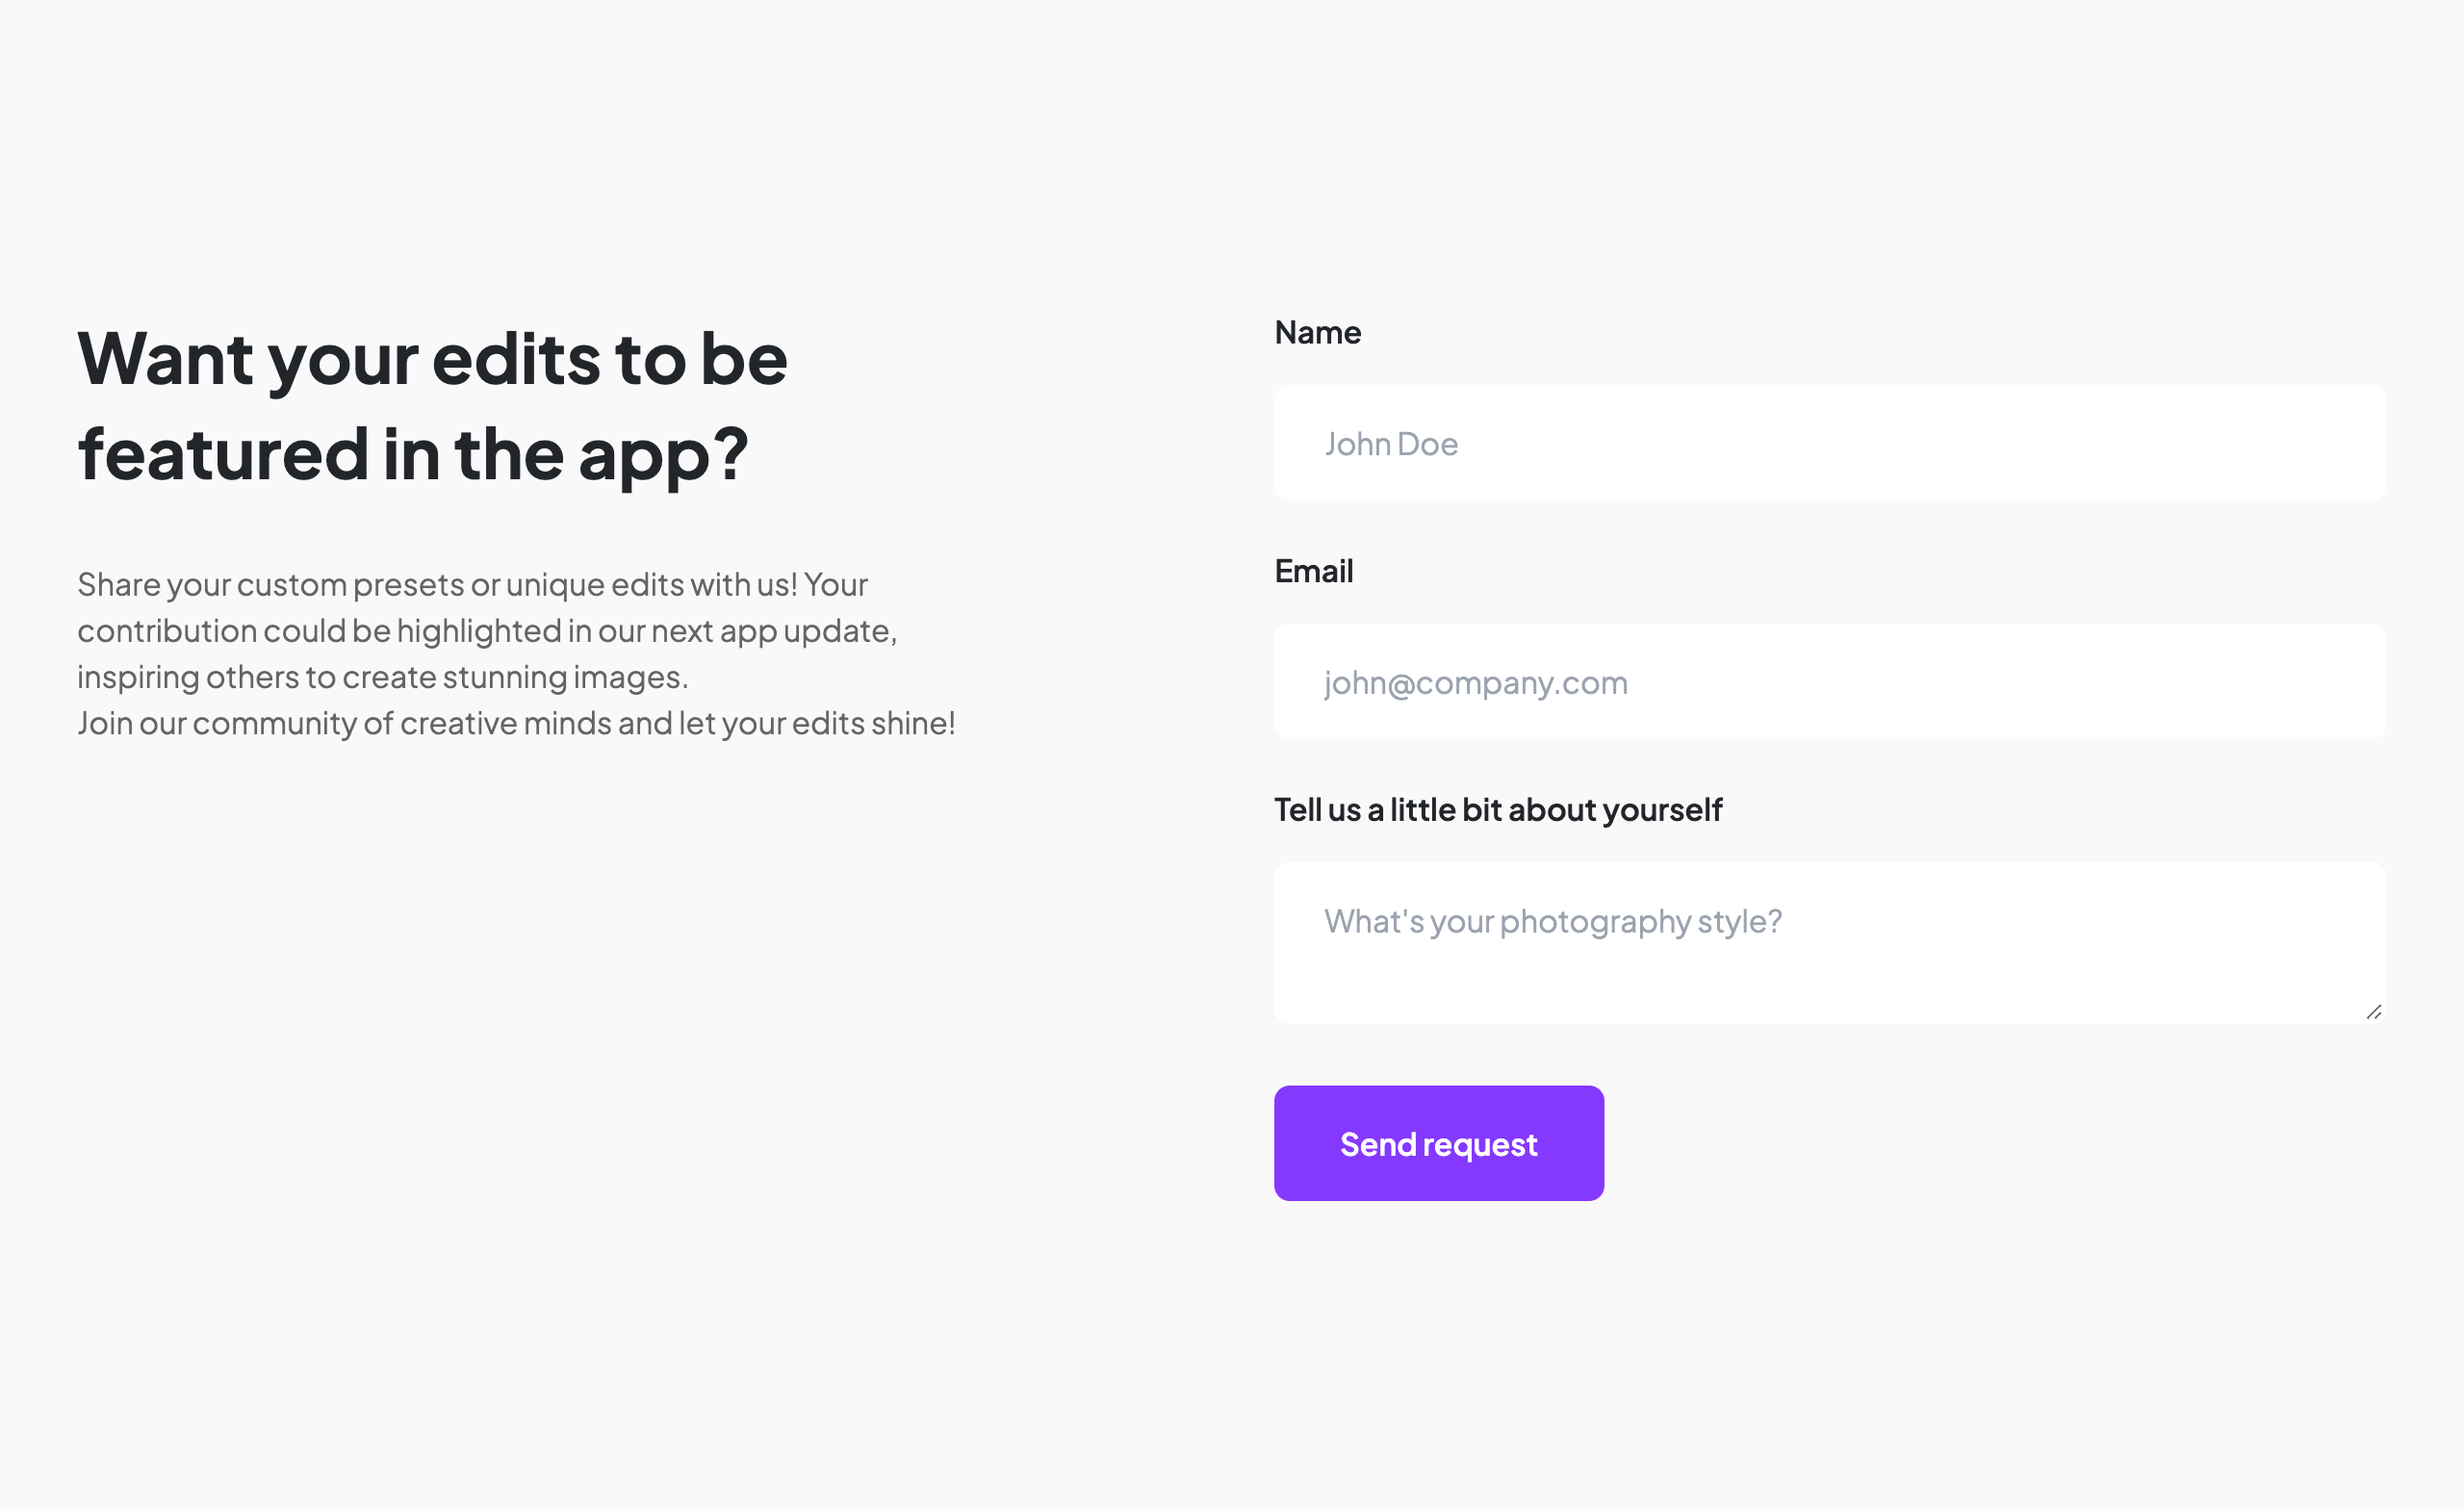 Want your edits to be
featured in the app?
Share your custom presets or unique edits with us! Your
contribution could be highlighted in our next app update,
inspiring others to create stunning images.
Join our community of creative minds and let your edits shine!
Name
John Doe
Email
john@company.com
Tell us a little bit about yourself
What's your photography style?
Send request